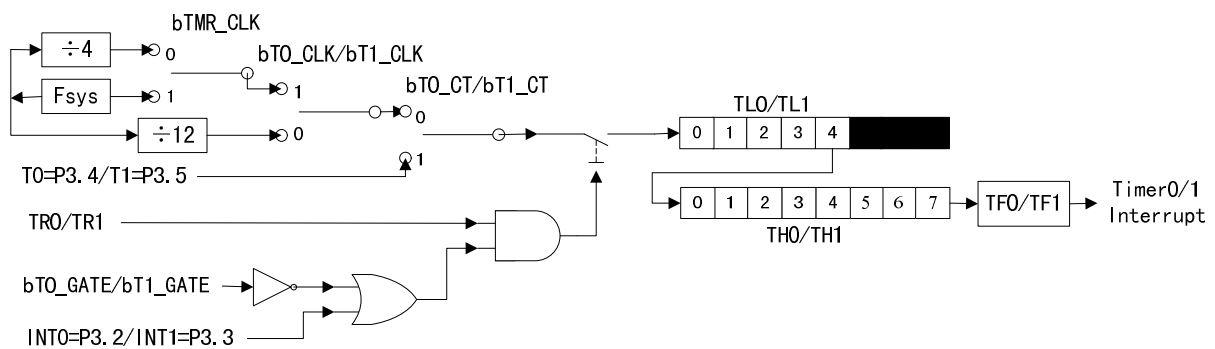 bTMR_CLK
÷4
0
bT0_CLK/bT1_CLK
Fsys
1
1
bT0_CT/bT1_CT
0
÷12
0
1
T0=P3.4/T1=P3.5
TL0/TL1
0 1 2 3 4
0 1 2 3 4 5 6 7
TH0/TH1
TF0/TF1
Timer0/1
Interrupt
TR0/TR1
bT0_GATE/bT1_GATE
INT0=P3.2/INT1=P3.3